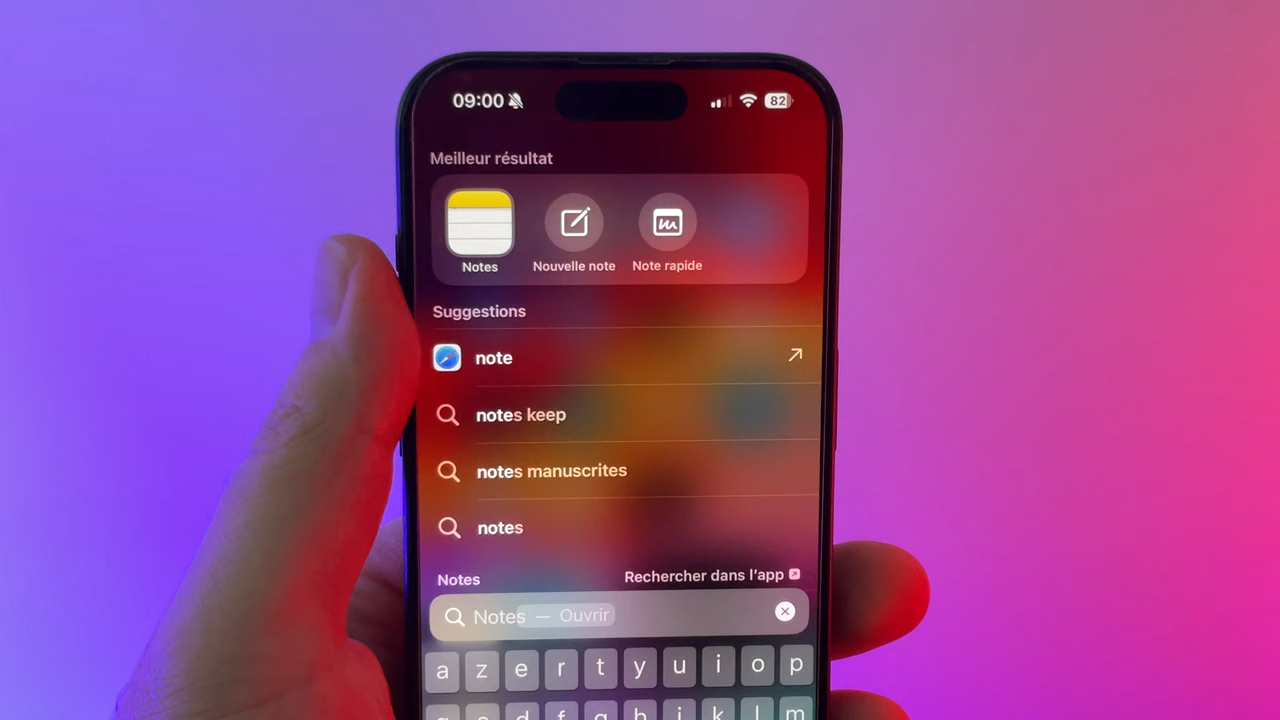 09:00 82
Meilleur résultat
Notes Nouvelle note Note rapide
Suggestions
note
notes keep
notes manuscrites
notes
Notes Rechercher dans l'app
Notes — Ouvrir
a z e r t y u i o p
q s d f g h j k l m